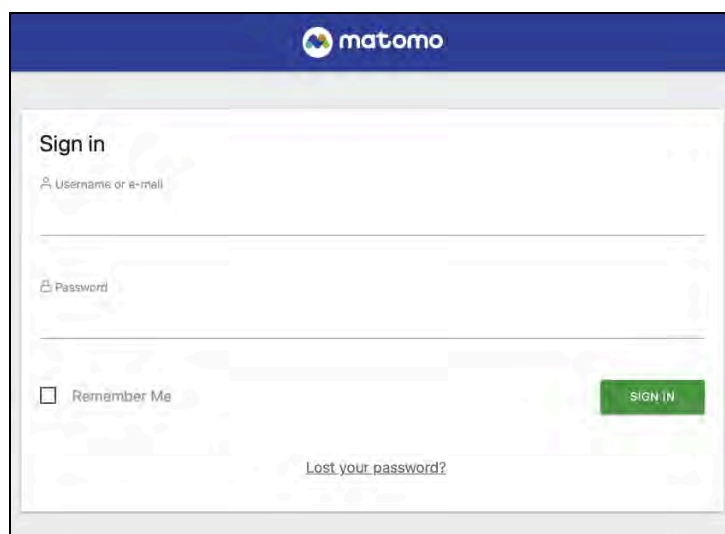 matomo
Sign in
Username or e-mail
Password
Remember Me
SIGN IN
Lost your password?